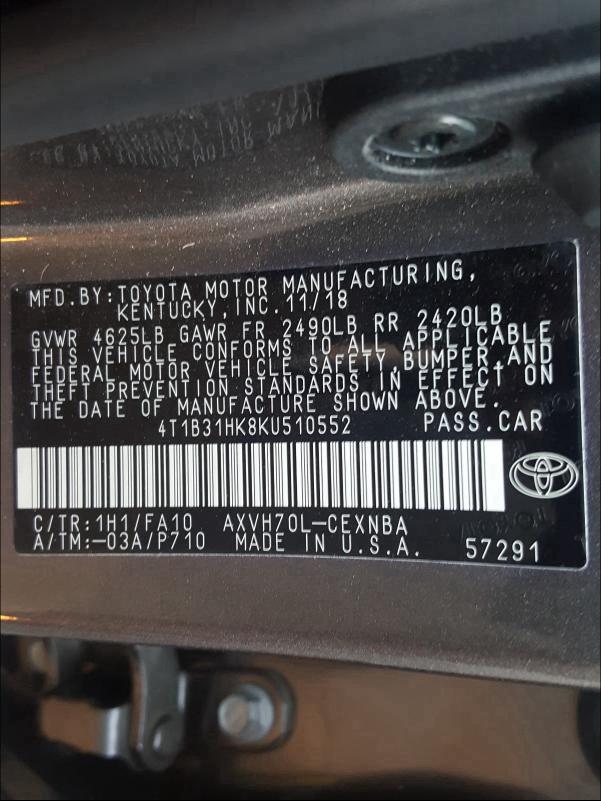 MFD.BY:TOYOTA MOTOR MANUFACTURING,
KENTUCKY,INC.11/18
GVWR 4625LB GAWR FR 2490LB RR 2420LB
THIS VEHICLE CONFORMS TO ALL APPLICABLE
FEDERAL MOTOR VEHICLE SAFETY,BUMPER,AND
THEFT PREVENTION STANDARDS IN EFFECT ON
THE DATE OF MANUFACTURE SHOWN ABOVE.
4T1B31HK8KU510552 PASS.CAR
C/TR:1H1/FA10 AXVH70L-CEXNBA
A/TM:-03A/P710 MADE IN U.S.A. 57291